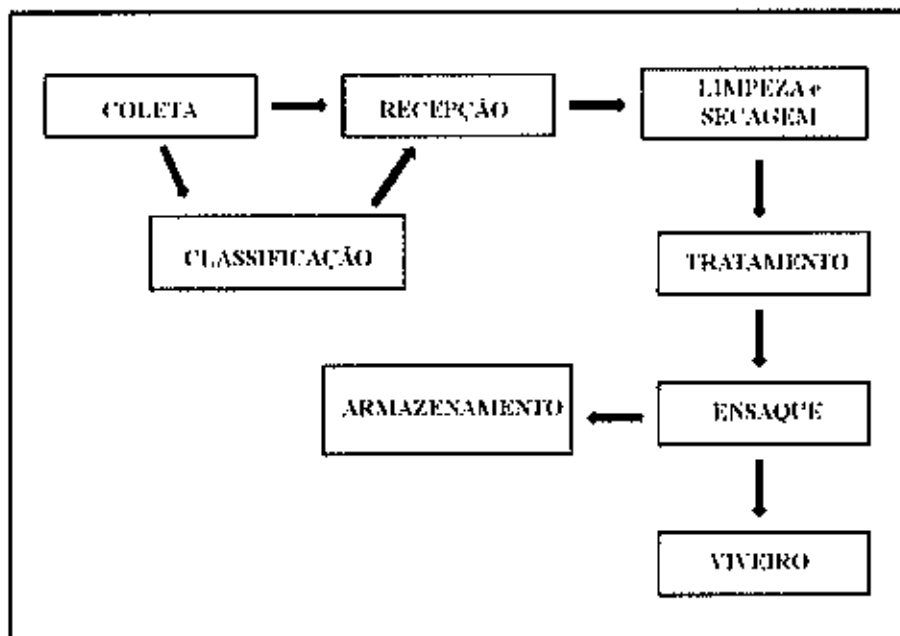 COLETA
RECEPÇÃO
LIMPEZA e
SECAGEM
CLASSIFICAÇÃO
TRATAMENTO
ARMAZENAMENTO
ENSAQUE
VIVEIRO